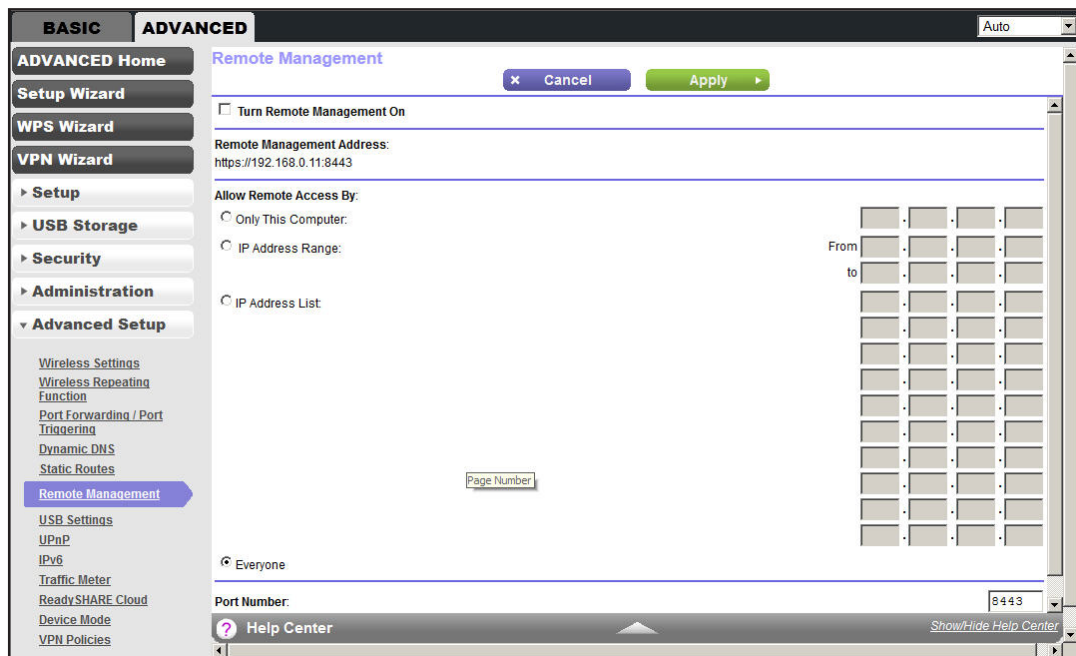 BASIC ADVANCED Auto
ADVANCED Home
Setup Wizard
WPS Wizard
VPN Wizard
Setup
USB Storage
Security
Administration
Advanced Setup
Wireless Settings
Wireless Repeating
Function
Port Forwarding / Port
Triggering
Dynamic DNS
Static Routes
Remote Management
USB Settings
UPnP
IPv6
Traffic Meter
ReadySHARE Cloud
Device Mode
VPN Policies
Remote Management
× Cancel Apply
Turn Remote Management On
Remote Management Address:
https://192.168.0.11:8443
Allow Remote Access By:
Only This Computer: . . .
IP Address Range: From . . .
to . . .
IP Address List: . . .
. . .
. . .
. . .
. . .
. . .
. . .
. . .
. . .
. . .
Page Number
Everyone
Port Number: 8443
? Help Center Show/Hide Help Center